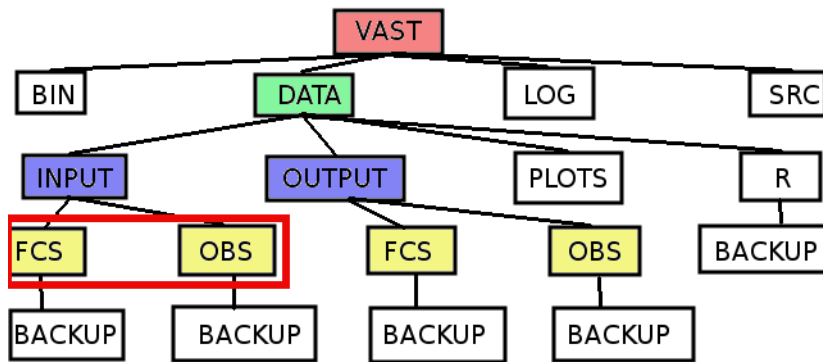 VAST
BIN DATA LOG SRC
INPUT OUTPUT PLOTS R
FCS OBS FCS OBS BACKUP
BACKUP BACKUP BACKUP BACKUP